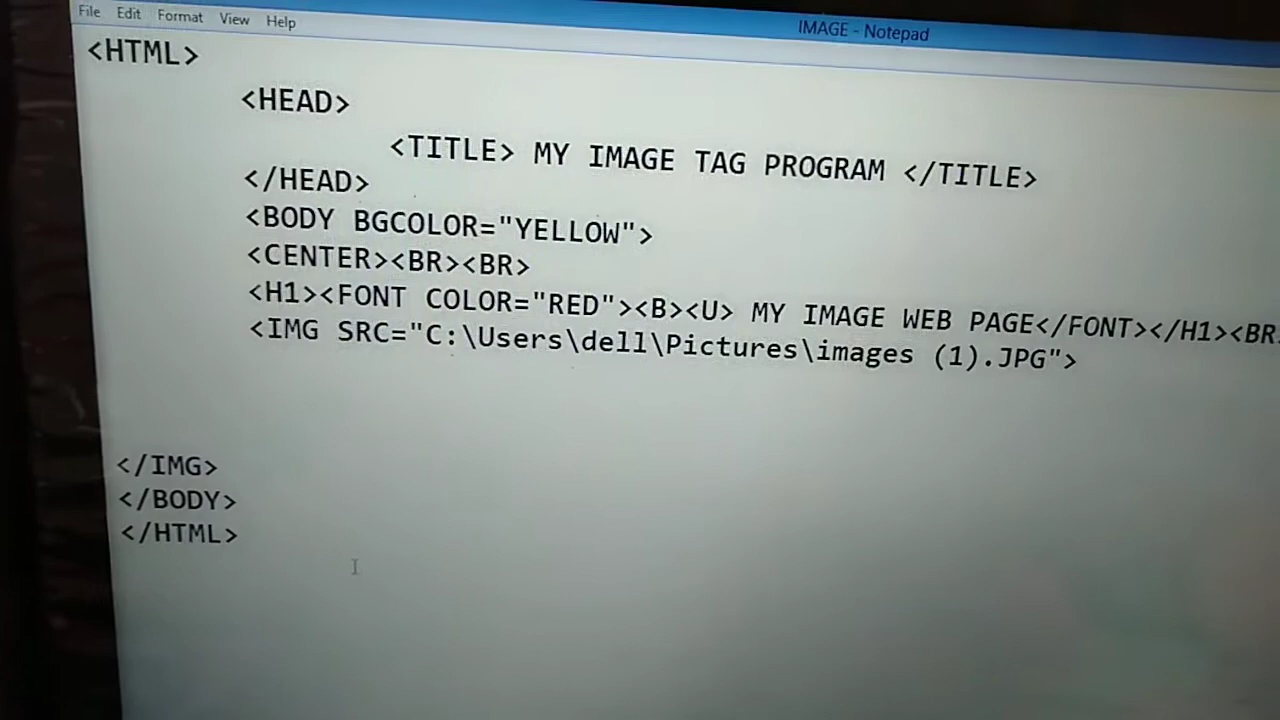 IMAGE - Notepad
File Edit Format View Help
<HTML>
<HEAD>
<TITLE> MY IMAGE TAG PROGRAM </TITLE>
</HEAD>
<BODY BGCOLOR="YELLOW">
<CENTER><BR><BR>
<H1><FONT COLOR="RED"><B><U> MY IMAGE WEB PAGE</FONT></H1><BR
<IMG SRC="C:\Users\dell\Pictures\images (1).JPG">
</IMG>
</BODY>
</HTML>